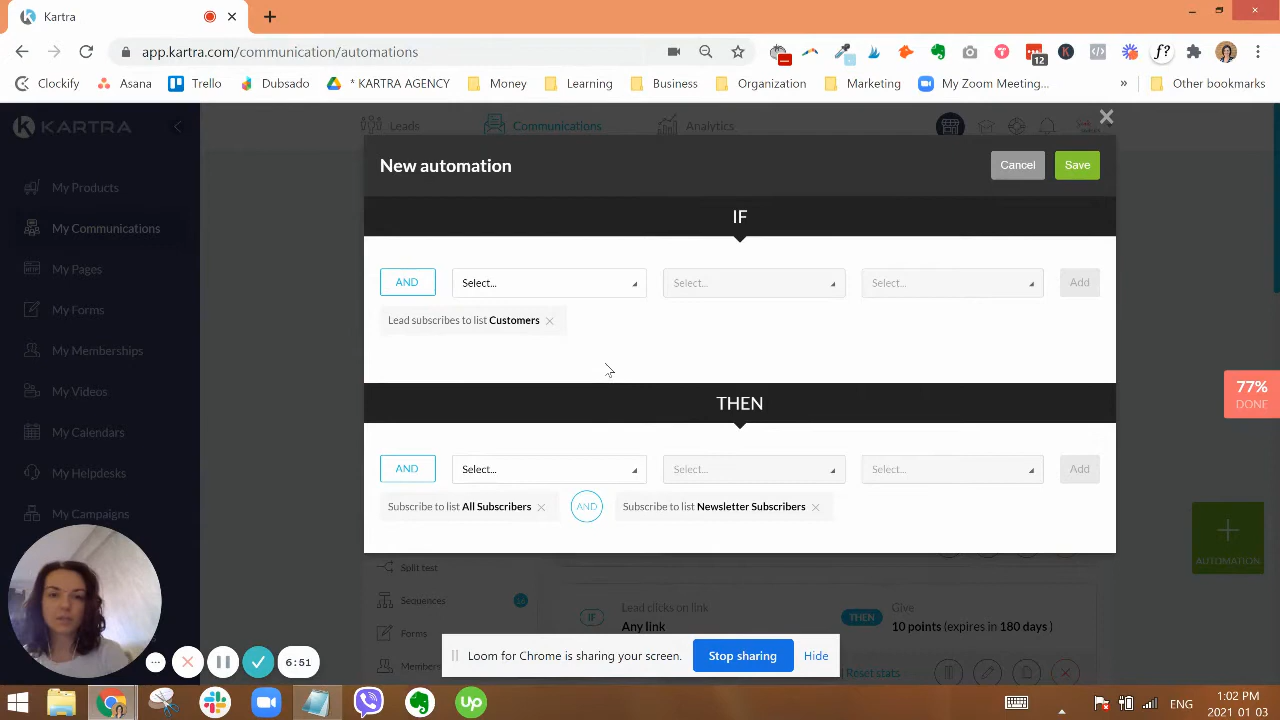 Kartra
app.kartra.com/communication/automations
12
f?
Clockify
Asana
Trello
Dubsado
* KARTRA AGENCY
Money
Learning
Business
Organization
Marketing
My Zoom Meeting...
»
Other bookmarks
KARTRA
Leads
Communications
Analytics
My Products
My Communications
My Pages
My Forms
My Memberships
My Videos
My Calendars
My Helpdesks
My Campaigns
New automation
Cancel
Save
IF
AND
Select...
Select...
Select...
Add
Lead subscribes to list Customers
THEN
AND
Select...
Select...
Select...
Add
Subscribe to list All Subscribers
AND
Subscribe to list Newsletter Subscribers
77%
DONE
AUTOMATION
Split test
Sequences
Forms
IF
Lead clicks on link
Any link
THEN
Give
10 points (expires in 180 days )
Reset stats
Loom for Chrome is sharing your screen.
Stop sharing
Hide
6:51
Up
ENG
1:02 PM
2021-01-03